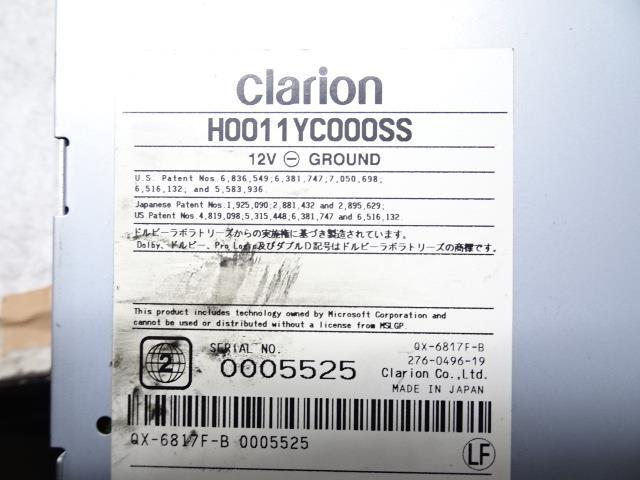 clarion
H0011YC000SS
12V ⊖ GROUND
U.S. Patent Nos. 6,836,549;6,381,747;7,050,698;
6,516,132; and 5,583,936.
Japanese Patent Nos.1,925,090;2,881,432 and 2,895,629;
US Patent Nos.4,819,098;5,315,448;6,381,747 and 6,516,132.
ドルビーラボラトリーズからの実施権に基づき製造されています.
Dolby、ドルビー、Pro Logic及びダブルD記号はドルビーラボラトリーズの商標です.
This product includes technology owned by Microsoft Corporation and
cannot be used or distributed without a license from MSLGP.
2
SERIAL NO.
0005525
QX-6817F-B
276-0496-19
Clarion Co.,Ltd.
MADE IN JAPAN
QX-6817F-B 0005525
LF